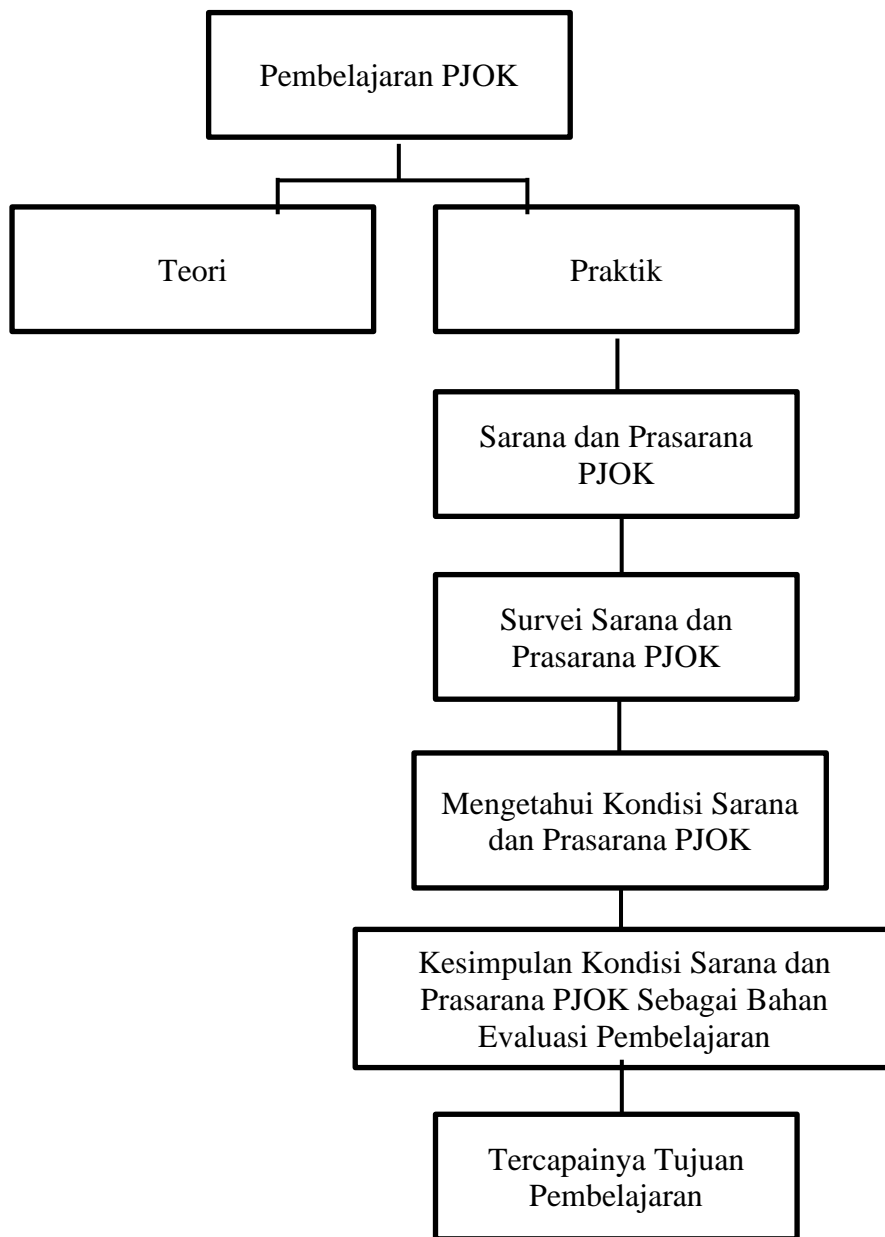 Pembelajaran PJOK
Teori
Praktik
Sarana dan Prasarana
PJOK
Survei Sarana dan
Prasarana PJOK
Mengetahui Kondisi Sarana
dan Prasarana PJOK
Kesimpulan Kondisi Sarana dan
Prasarana PJOK Sebagai Bahan
Evaluasi Pembelajaran
Tercapainya Tujuan
Pembelajaran